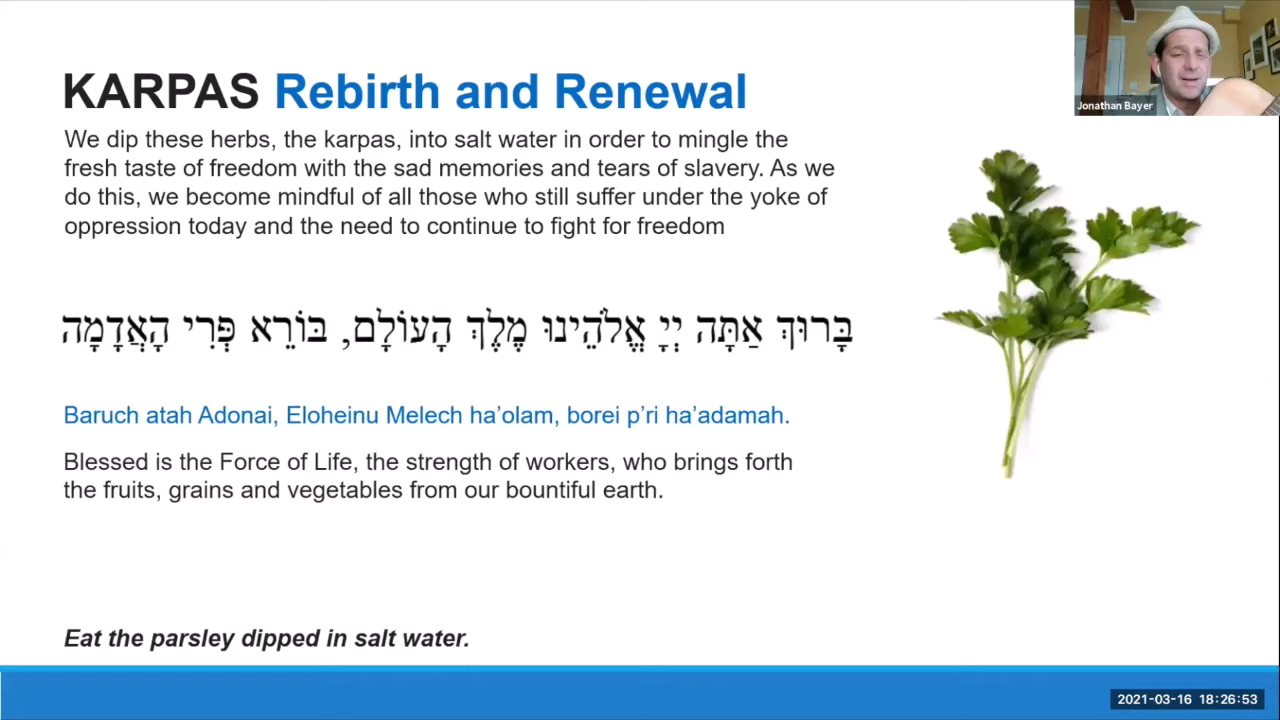 KARPAS Rebirth and Renewal
We dip these herbs, the karpas, into salt water in order to mingle the
fresh taste of freedom with the sad memories and tears of slavery. As we
do this, we become mindful of all those who still suffer under the yoke of
oppression today and the need to continue to fight for freedom
בָּרוּךְ אַתָּה יְיָ אֱלֹהֵינוּ מֶלֶךְ הָעוֹלָם, בּוֹרֵא פְּרִי הָאֲדָמָה
Baruch atah Adonai, Eloheinu Melech ha’olam, borei p’ri ha’adamah.
Blessed is the Force of Life, the strength of workers, who brings forth
the fruits, grains and vegetables from our bountiful earth.
Eat the parsley dipped in salt water.
Jonathan Bayer
2021-03-16 18:26:53